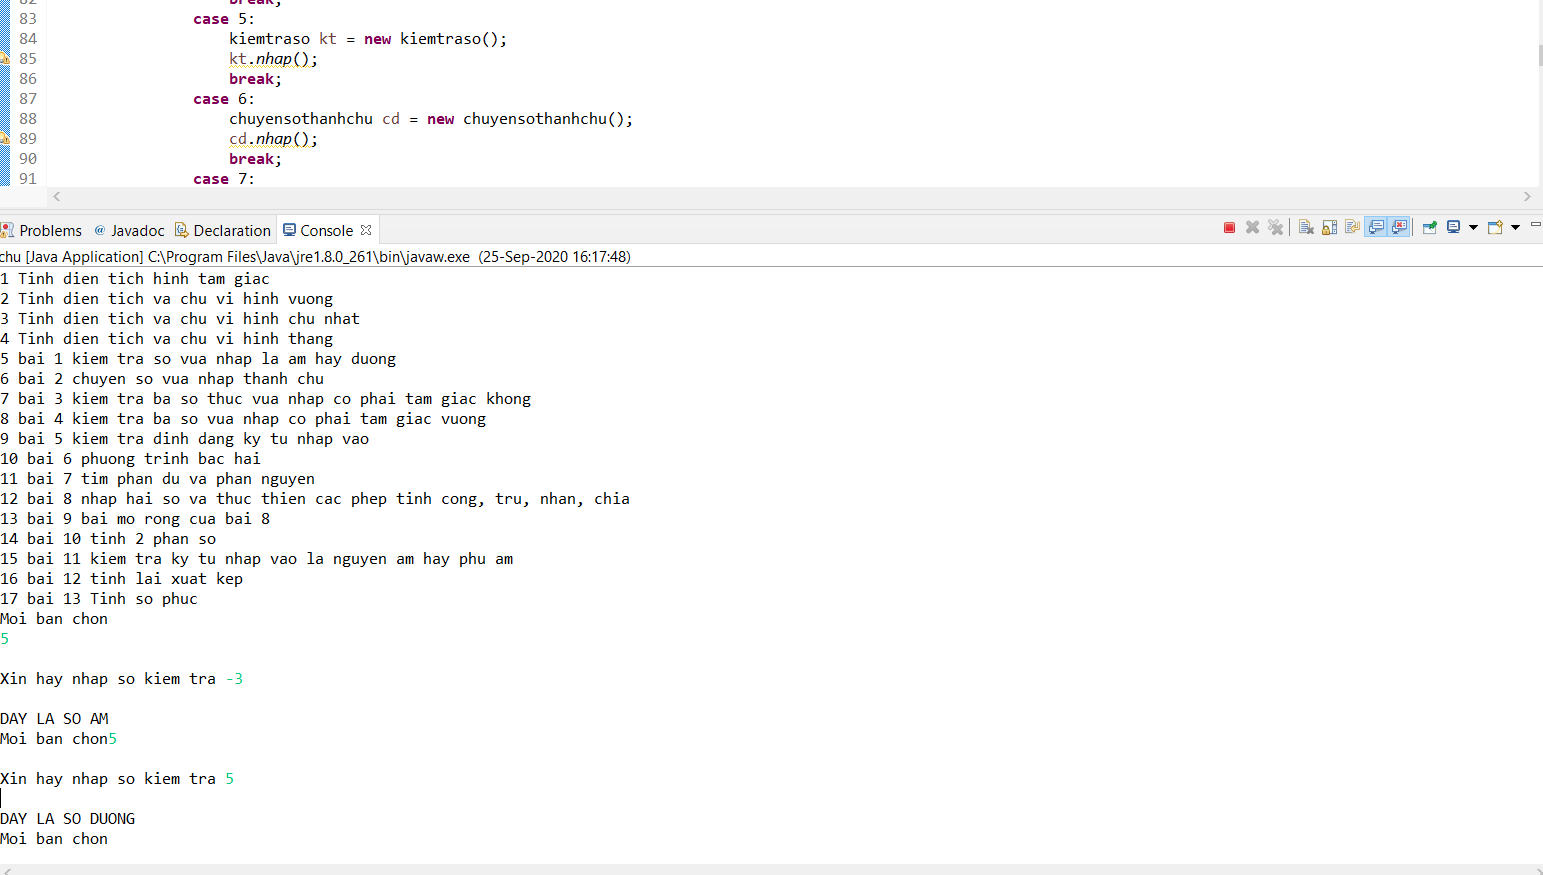 82 break;
83 case 5:
84 kiemtraso kt = new kiemtraso();
85 kt.nhap();
86 break;
87 case 6:
88 chuyensothanhchu cd = new chuyensothanhchu();
89 cd.nhap();
90 break;
91 case 7:
Problems @ Javadoc Declaration Console
chu [Java Application] C:\Program Files\Java\jre1.8.0_261\bin\javaw.exe (25-Sep-2020 16:17:48)
1 Tinh dien tich hinh tam giac
2 Tinh dien tich va chu vi hinh vuong
3 Tinh dien tich va chu vi hinh chu nhat
4 Tinh dien tich va chu vi hinh thang
5 bai 1 kiem tra so vua nhap la am hay duong
6 bai 2 chuyen so vua nhap thanh chu
7 bai 3 kiem tra ba so thuc vua nhap co phai tam giac khong
8 bai 4 kiem tra ba so vua nhap co phai tam giac vuong
9 bai 5 kiem tra dinh dang ky tu nhap vao
10 bai 6 phuong trinh bac hai
11 bai 7 tim phan du va phan nguyen
12 bai 8 nhap hai so va thuc thien cac phep tinh cong, tru, nhan, chia
13 bai 9 bai mo rong cua bai 8
14 bai 10 tinh 2 phan so
15 bai 11 kiem tra ky tu nhap vao la nguyen am hay phu am
16 bai 12 tinh lai xuat kep
17 bai 13 Tinh so phuc
Moi ban chon
5
Xin hay nhap so kiem tra -3
DAY LA SO AM
Moi ban chon5
Xin hay nhap so kiem tra 5
DAY LA SO DUONG
Moi ban chon